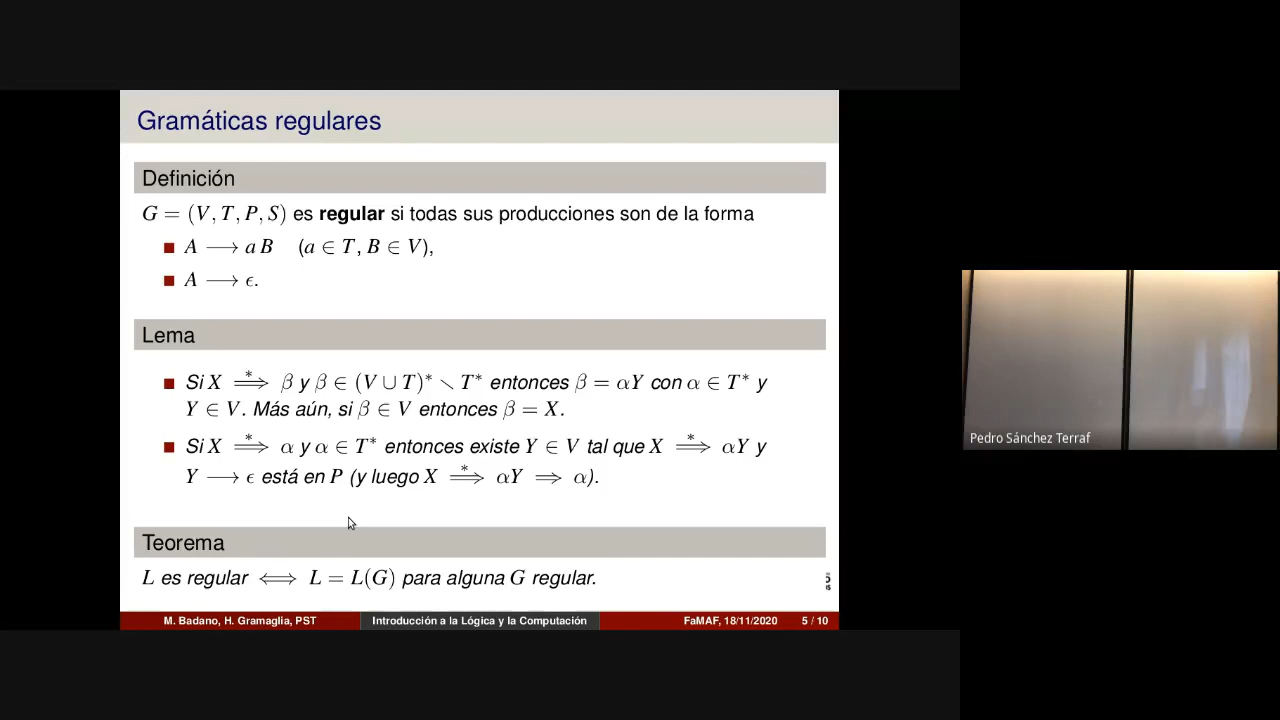 Gramáticas regulares
Definición
G = (V, T, P, S) es regular si todas sus producciones son de la forma
A ⟶ a B (a ∈ T, B ∈ V),
A ⟶ ϵ.
Lema
Si X ⟹* β y β ∈ (V ∪ T)* ∖ T* entonces β = αY con α ∈ T* y
Y ∈ V. Más aún, si β ∈ V entonces β = X.
Si X ⟹* α y α ∈ T* entonces existe Y ∈ V tal que X ⟹* αY y
Y ⟶ ϵ está en P (y luego X ⟹* αY ⟹ α).
Teorema
L es regular ⟺ L = L(G) para alguna G regular.
M. Badano, H. Gramaglia, PST
Introducción a la Lógica y la Computación
FaMAF, 18/11/2020
5 / 10
Pedro Sánchez Terraf